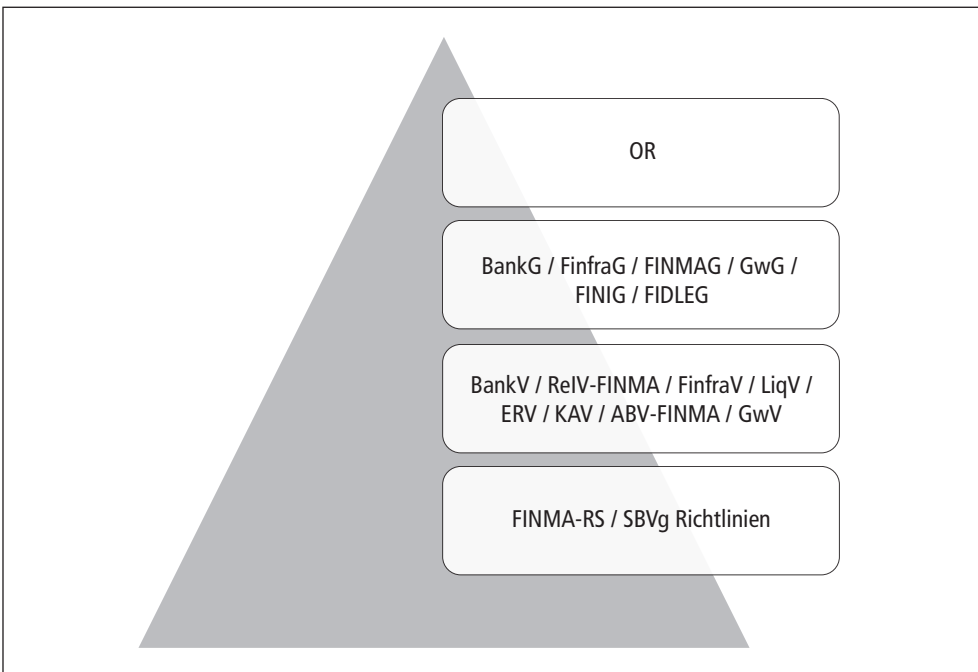 OR
BankG / FinfraG / FINMAG / GwG /
FINIG / FIDLEG
BankV / RelV-FINMA / FinfraV / LiqV /
ERV / KAV / ABV-FINMA / GwV
FINMA-RS / SBVg Richtlinien